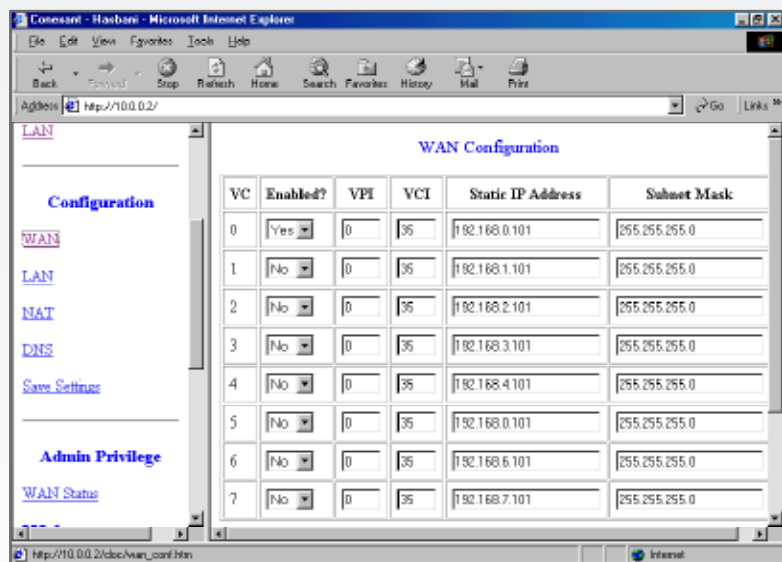 Conexant - Hasbani - Microsoft Internet Explorer
File Edit View Favorites Tools Help
Back Forward Stop Refresh Home Search Favorites History Mail Print
Address http://10.0.0.2/ Go Links »
LAN
Configuration
WAN
LAN
NAT
DNS
Save Settings
Admin Privilege
WAN Status
WAN Configuration
VC Enabled? VPI VCI Static IP Address Subnet Mask
0 Yes 0 35 192.168.0.101 255.255.255.0
1 No 0 35 192.168.1.101 255.255.255.0
2 No 0 35 192.168.2.101 255.255.255.0
3 No 0 35 192.168.3.101 255.255.255.0
4 No 0 35 192.168.4.101 255.255.255.0
5 No 0 35 192.168.0.101 255.255.255.0
6 No 0 35 192.168.6.101 255.255.255.0
7 No 0 35 192.168.7.101 255.255.255.0
http://10.0.0.2/doc/wan_conf.htm Internet